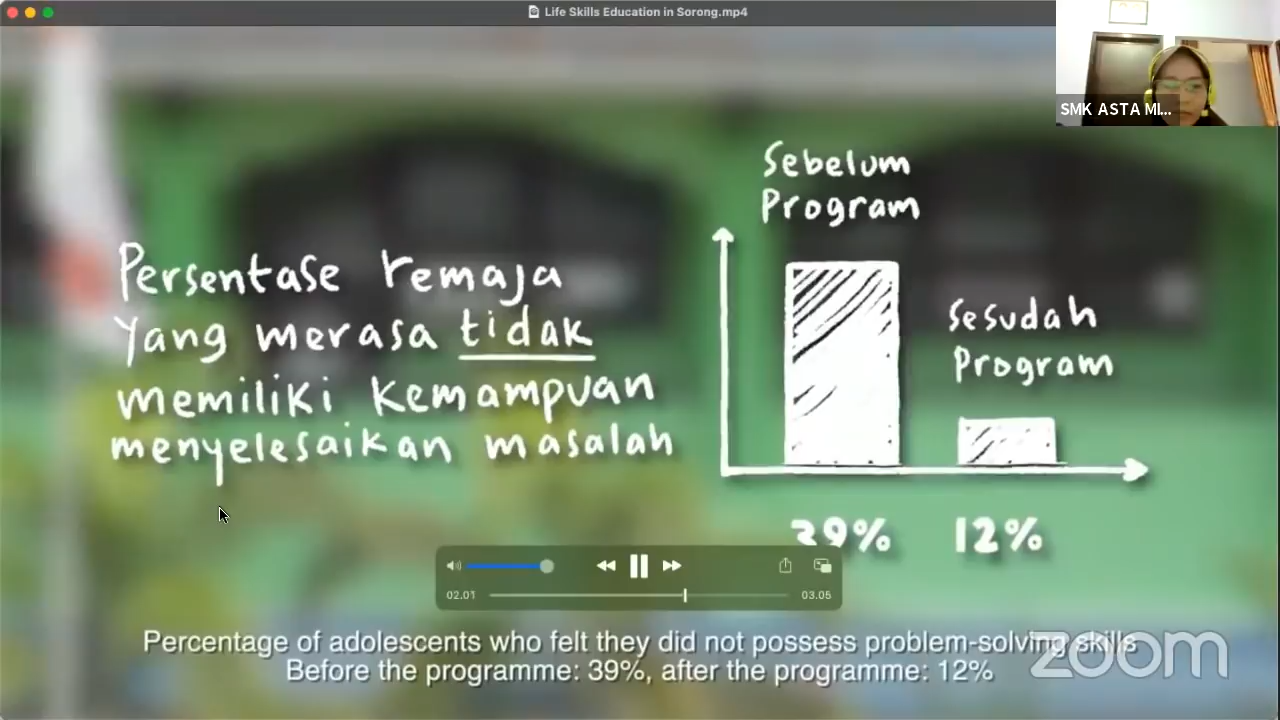 Life Skills Education in Sorong.mp4
SMK ASTA MI...
Sebelum
Program
Persentase remaja
yang merasa tidak
memiliki kemampuan
menyelesaikan masalah
Sesudah
Program
39% 12%
02.01 03.05
Percentage of adolescents who felt they did not possess problem-solving skills
Before the programme: 39%, after the programme: 12%
zoom